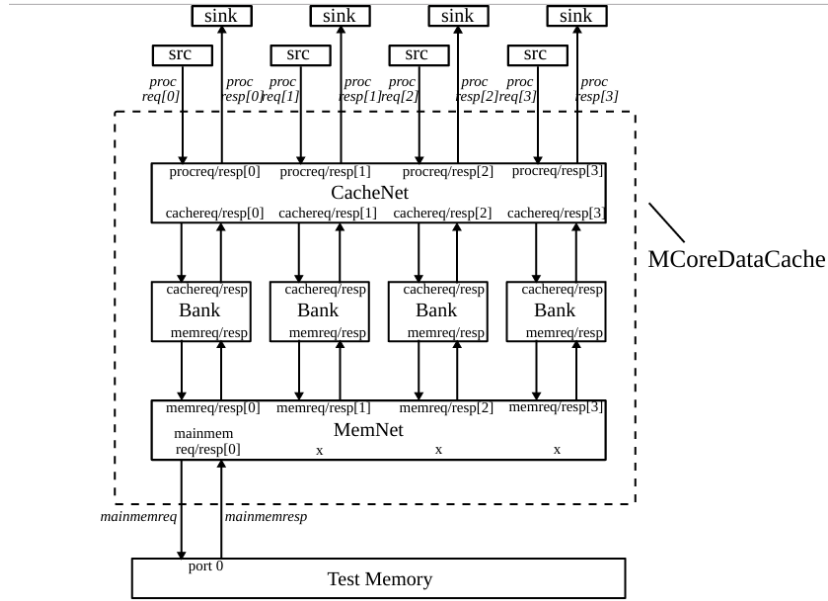 sink sink sink sink
src src src src
proc proc proc proc proc proc proc proc
req[0] resp[0] req[1] resp[1] req[2] resp[2] req[3] resp[3]
procreq/resp[0] procreq/resp[1] procreq/resp[2] procreq/resp[3]
CacheNet
cachereq/resp[0] cachereq/resp[1] cachereq/resp[2] cachereq/resp[3]
MCoreDataCache
cachereq/resp cachereq/resp cachereq/resp cachereq/resp
Bank Bank Bank Bank
memreq/resp memreq/resp memreq/resp memreq/resp
memreq/resp[0] memreq/resp[1] memreq/resp[2] memreq/resp[3]
MemNet
mainmem
req/resp[0] x x x
mainmemreq mainmemresp
port 0
Test Memory